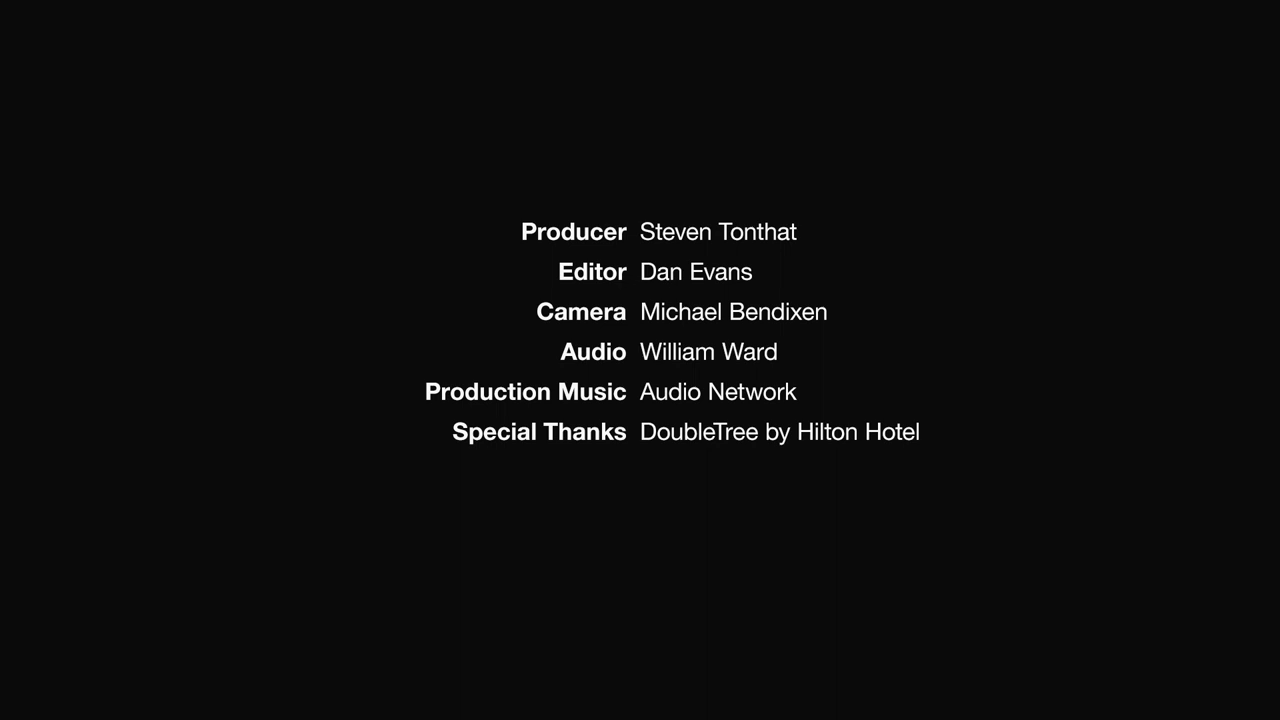 Producer Steven Tonthat
Editor Dan Evans
Camera Michael Bendixen
Audio William Ward
Production Music Audio Network
Special Thanks DoubleTree by Hilton Hotel